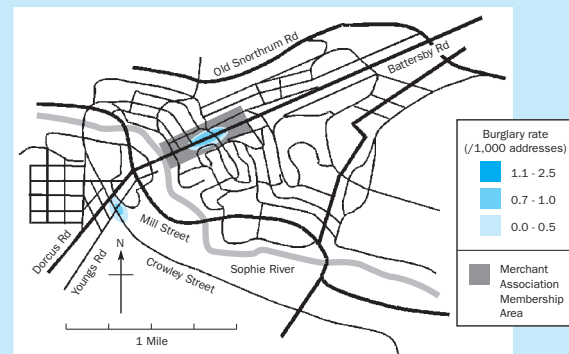 Old Snorthrum Rd
Battersby Rd
Burglary rate
(/1,000 addresses)
1.1 - 2.5
0.7 - 1.0
0.0 - 0.5
Mill Street
Dorcus Rd
Youngs Rd
N
Crowley Street
Sophie River
Merchant
Association
Membership
Area
1 Mile